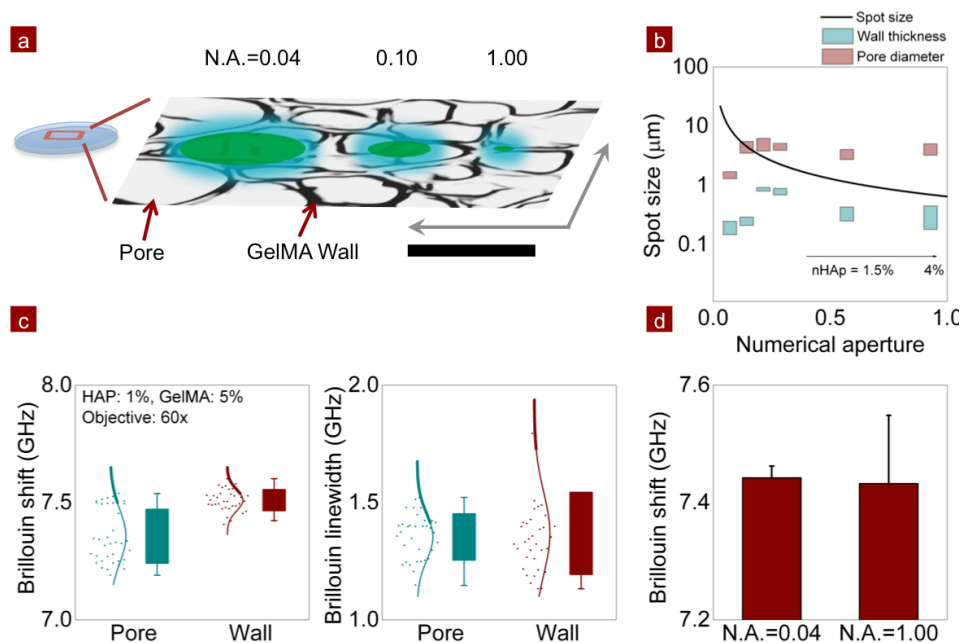 a
N.A.=0.04 0.10 1.00
Pore
GelMA Wall
b
Spot size
Wall thickness
Pore diameter
Spot size (μm)
100
10
1
0.1
nHAp = 1.5% 4%
0.0 0.5 1.0
Numerical aperture
c
Brillouin shift (GHz)
8.0
7.5
7.0
HAP: 1%, GelMA: 5%
Objective: 60x
Pore Wall
Brillouin linewidth (GHz)
2.0
1.5
1.0
Pore Wall
d
Brillouin shift (GHz)
7.6
7.4
7.2
N.A.=0.04 N.A.=1.00